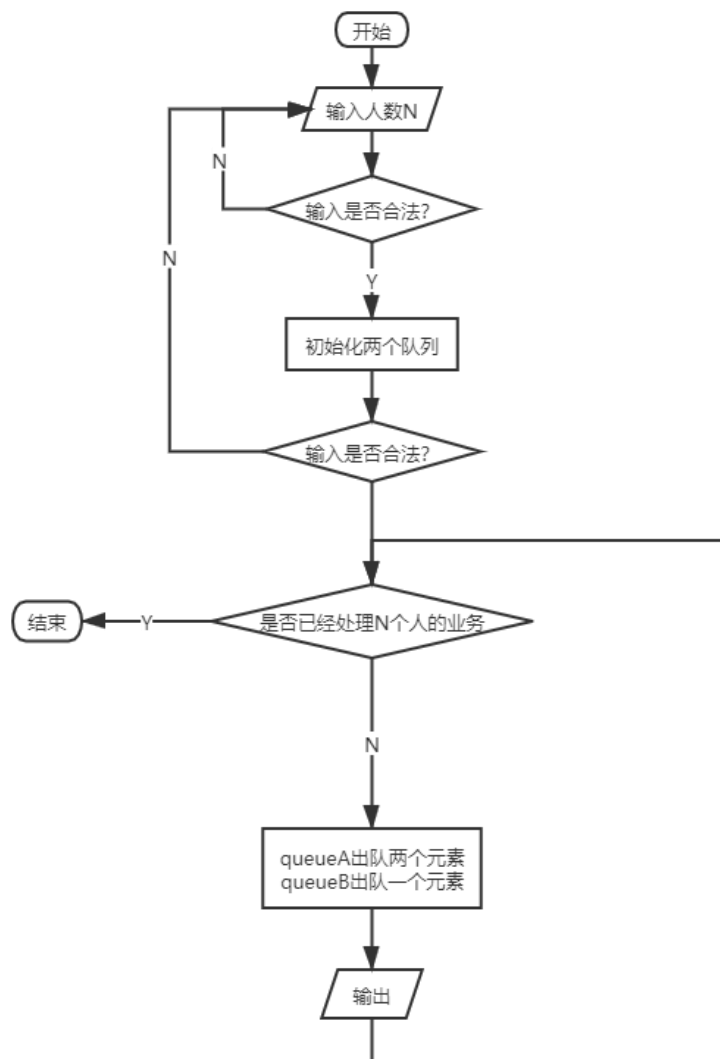 开始
输入人数N
N
输入是否合法?
N
Y
初始化两个队列
输入是否合法?
是否已经处理N个人的业务
Y
结束
N
queueA出队两个元素
queueB出队一个元素
输出